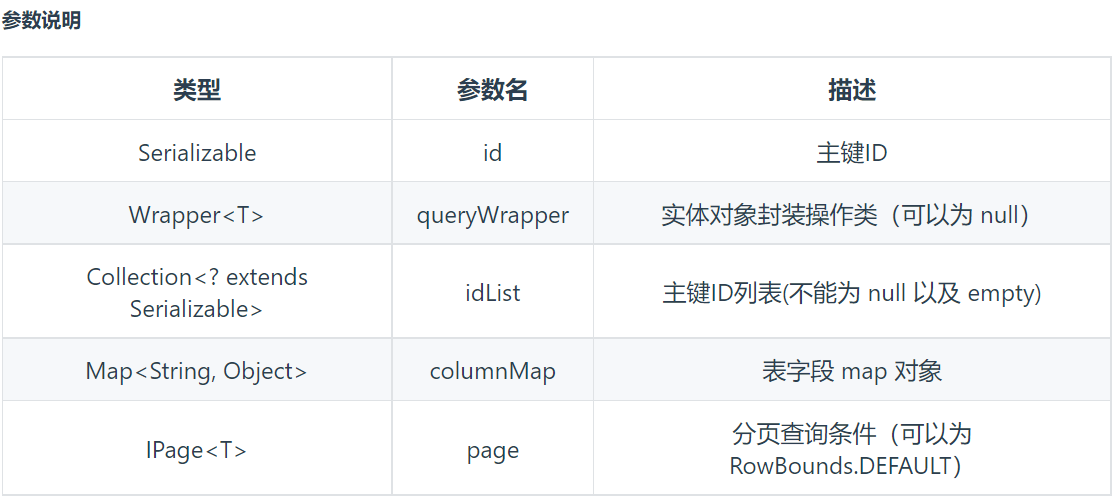 参数说明
类型 参数名 描述
Serializable id 主键ID
Wrapper<T> queryWrapper 实体对象封装操作类（可以为 null）
Collection<? extends
Serializable> idList 主键ID列表(不能为 null 以及 empty)
Map<String, Object> columnMap 表字段 map 对象
IPage<T> page 分页查询条件（可以为
RowBounds.DEFAULT）